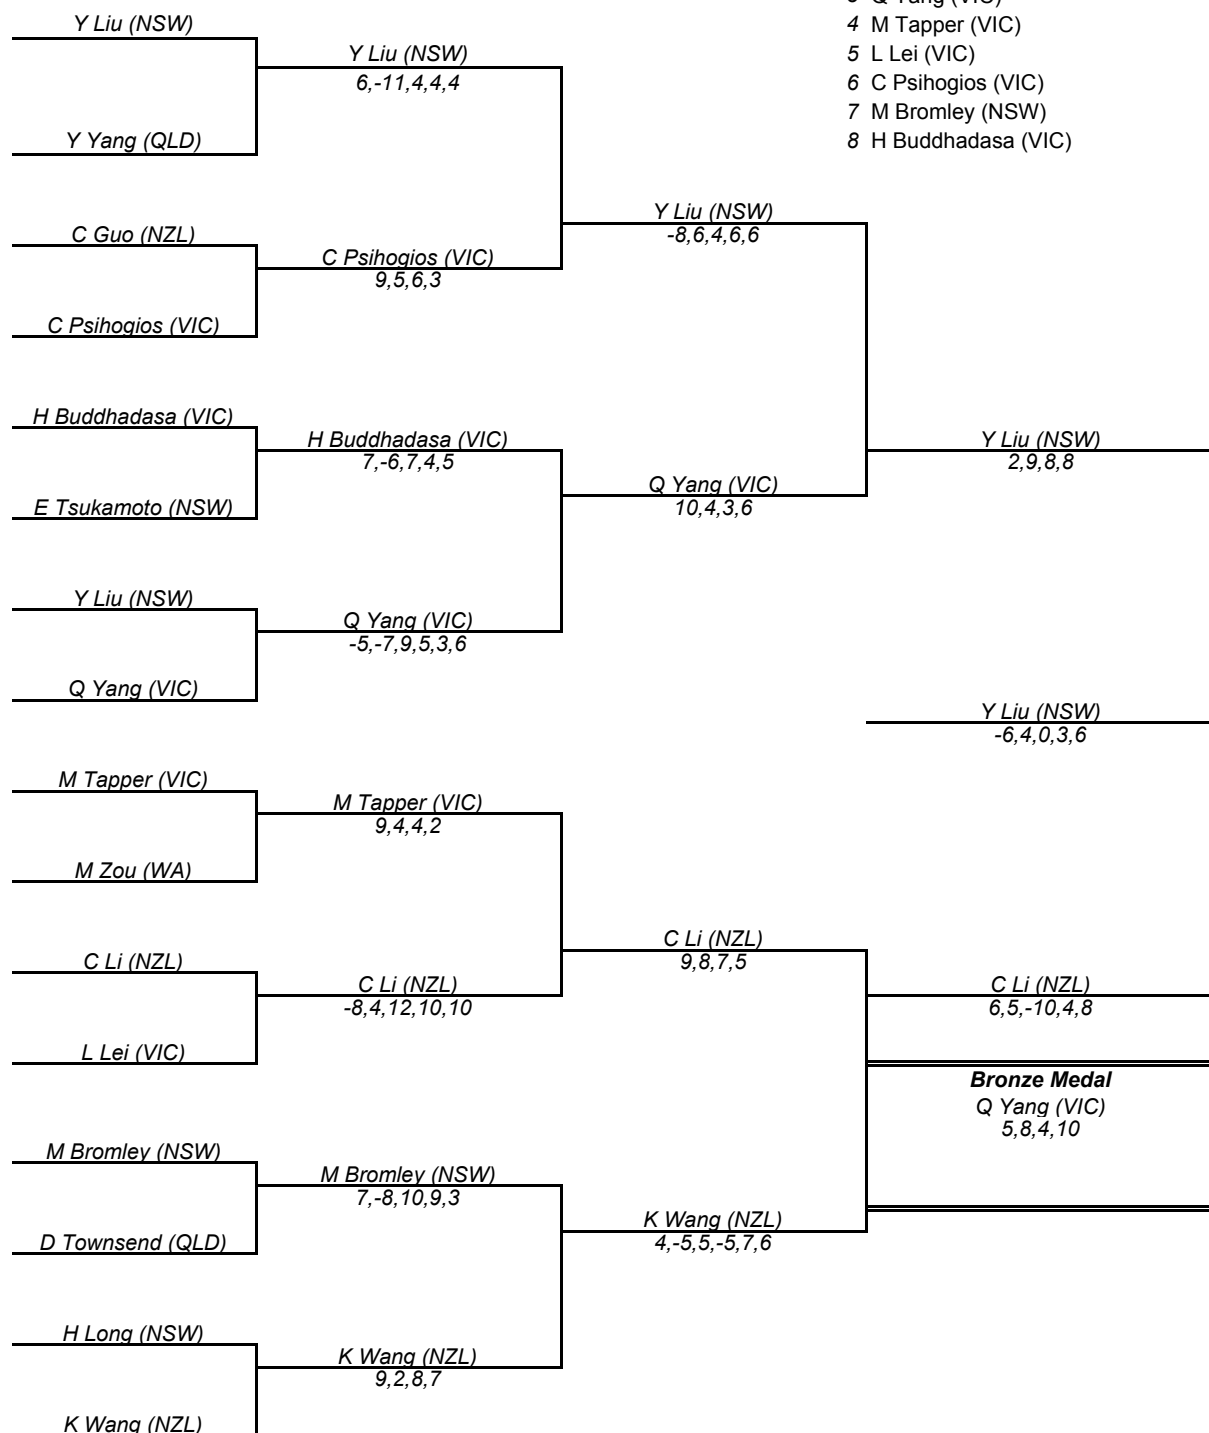 3 Q Yang (VIC)
4 M Tapper (VIC)
5 L Lei (VIC)
6 C Psihogios (VIC)
7 M Bromley (NSW)
8 H Buddhadasa (VIC)
Y Liu (NSW)
Y Liu (NSW)
6,-11,4,4,4
Y Yang (QLD)
Y Liu (NSW)
-8,6,4,6,6
C Guo (NZL)
C Psihogios (VIC)
9,5,6,3
C Psihogios (VIC)
H Buddhadasa (VIC)
H Buddhadasa (VIC)
7,-6,7,4,5
Y Liu (NSW)
2,9,8,8
Q Yang (VIC)
10,4,3,6
E Tsukamoto (NSW)
Y Liu (NSW)
Q Yang (VIC)
-5,-7,9,5,3,6
Q Yang (VIC)
Y Liu (NSW)
-6,4,0,3,6
M Tapper (VIC)
M Tapper (VIC)
9,4,4,2
M Zou (WA)
C Li (NZL)
9,8,7,5
C Li (NZL)
C Li (NZL)
-8,4,12,10,10
C Li (NZL)
6,5,-10,4,8
L Lei (VIC)
Bronze Medal
Q Yang (VIC)
5,8,4,10
M Bromley (NSW)
M Bromley (NSW)
7,-8,10,9,3
K Wang (NZL)
4,-5,5,-5,7,6
D Townsend (QLD)
H Long (NSW)
K Wang (NZL)
9,2,8,7
K Wang (NZL)